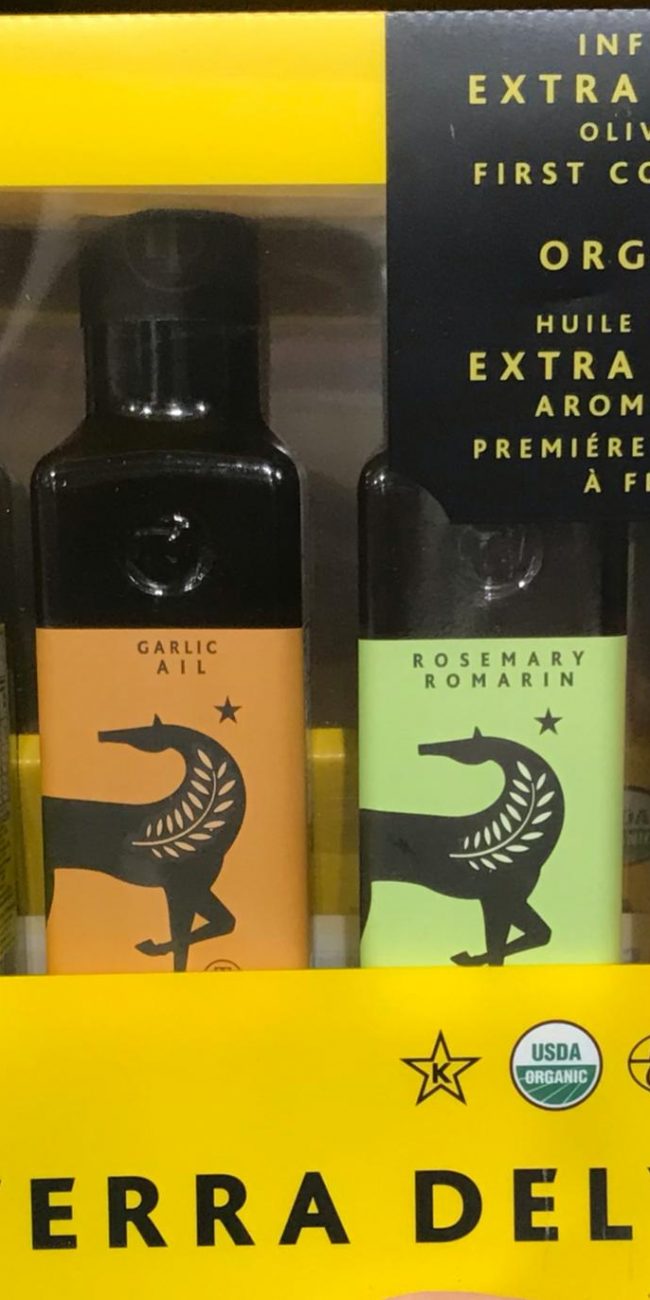 INF
EXTRA
OLIV
FIRST CO
ORG
HUILE
EXTRA
AROM
PREMIÉRE
À F
GARLIC
AIL
ROSEMARY
ROMARIN
K
USDA
ORGANIC
ERRA DEL